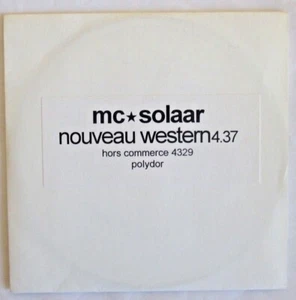 mc★solaar
nouveau western4.37
hors commerce 4329
polydor